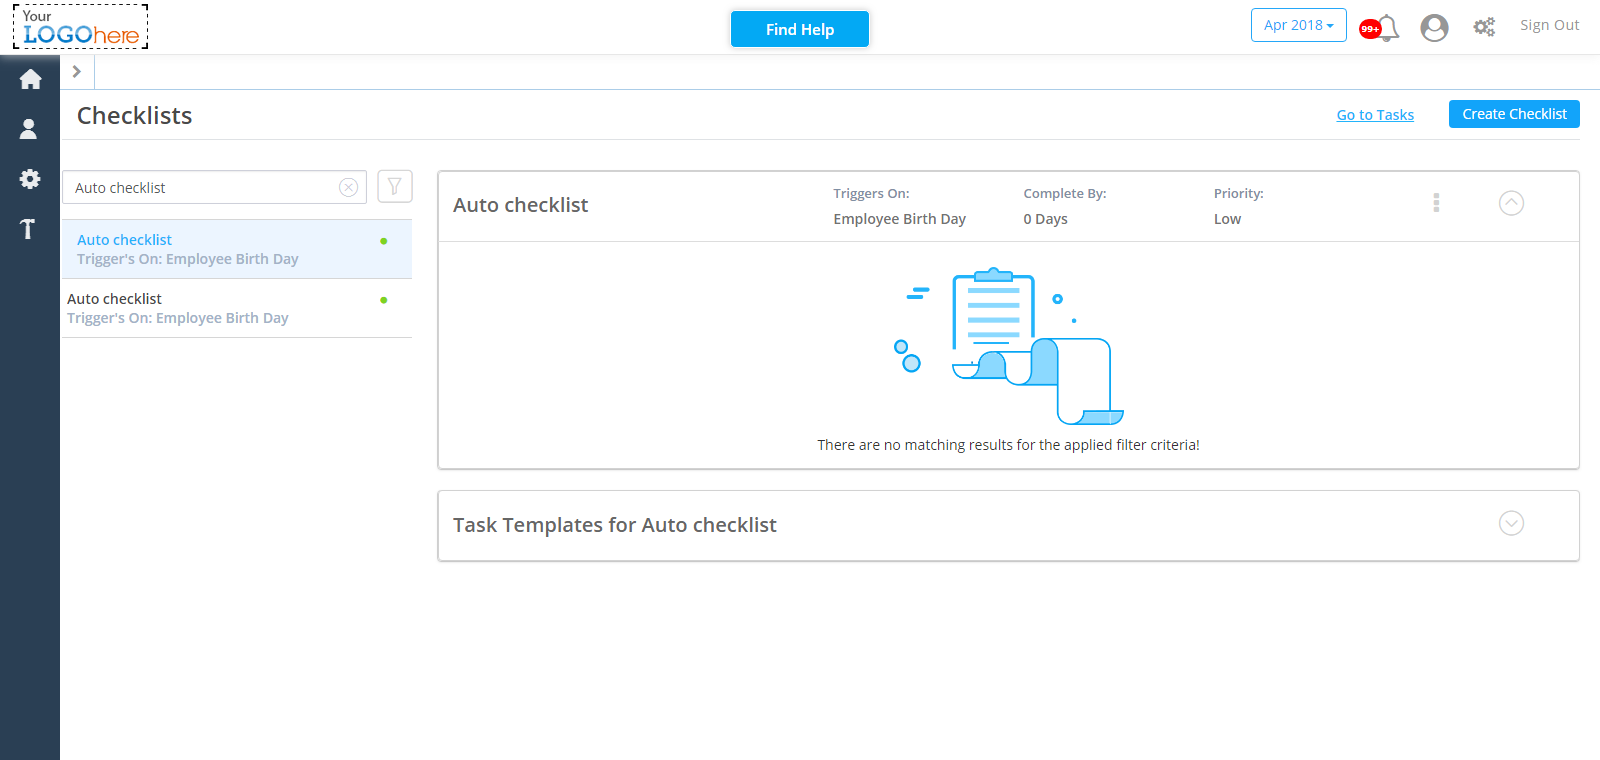 Your
LOGOhere
Find Help
Apr 2018
99+
Sign Out
Checklists
Go to Tasks
Create Checklist
Auto checklist
Auto checklist
Trigger's On: Employee Birth Day
Auto checklist
Trigger's On: Employee Birth Day
Auto checklist
Triggers On:
Employee Birth Day
Complete By:
0 Days
Priority:
Low
There are no matching results for the applied filter criteria!
Task Templates for Auto checklist